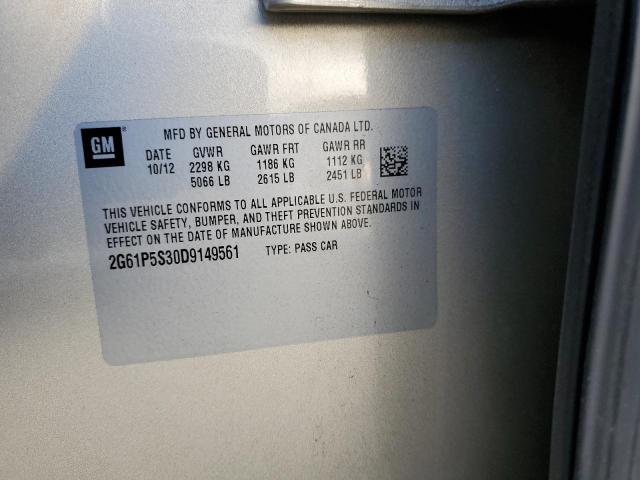 GM
®
MFD BY GENERAL MOTORS OF CANADA LTD.
DATE GVWR GAWR FRT GAWR RR
10/12 2298 KG 1186 KG 1112 KG
5066 LB 2615 LB 2451 LB
THIS VEHICLE CONFORMS TO ALL APPLICABLE U.S. FEDERAL MOTOR
VEHICLE SAFETY, BUMPER, AND THEFT PREVENTION STANDARDS IN
EFFECT ON THE DATE OF MANUFACTURE SHOWN ABOVE.
2G61P5S30D9149561 TYPE: PASS CAR